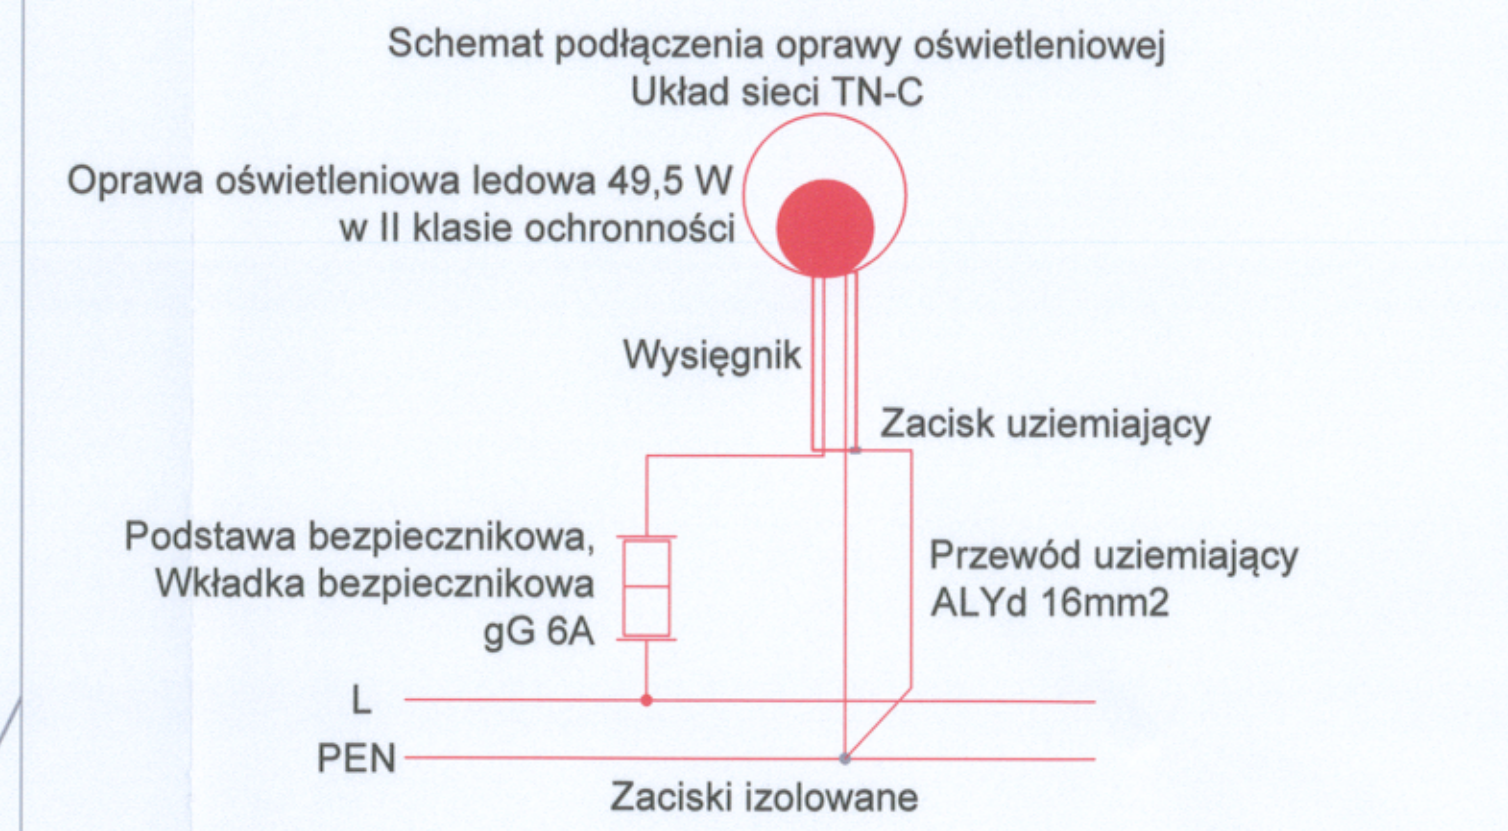 Schemat podłączenia oprawy oświetleniowej
Układ sieci TN-C
Oprawa oświetleniowa ledowa 49,5 W
w II klasie ochronności
Wysięgnik
Zacisk uziemiający
Podstawa bezpiecznikowa,
Wkładka bezpiecznikowa
gG 6A
Przewód uziemiający
ALYd 16mm2
L
PEN
Zaciski izolowane